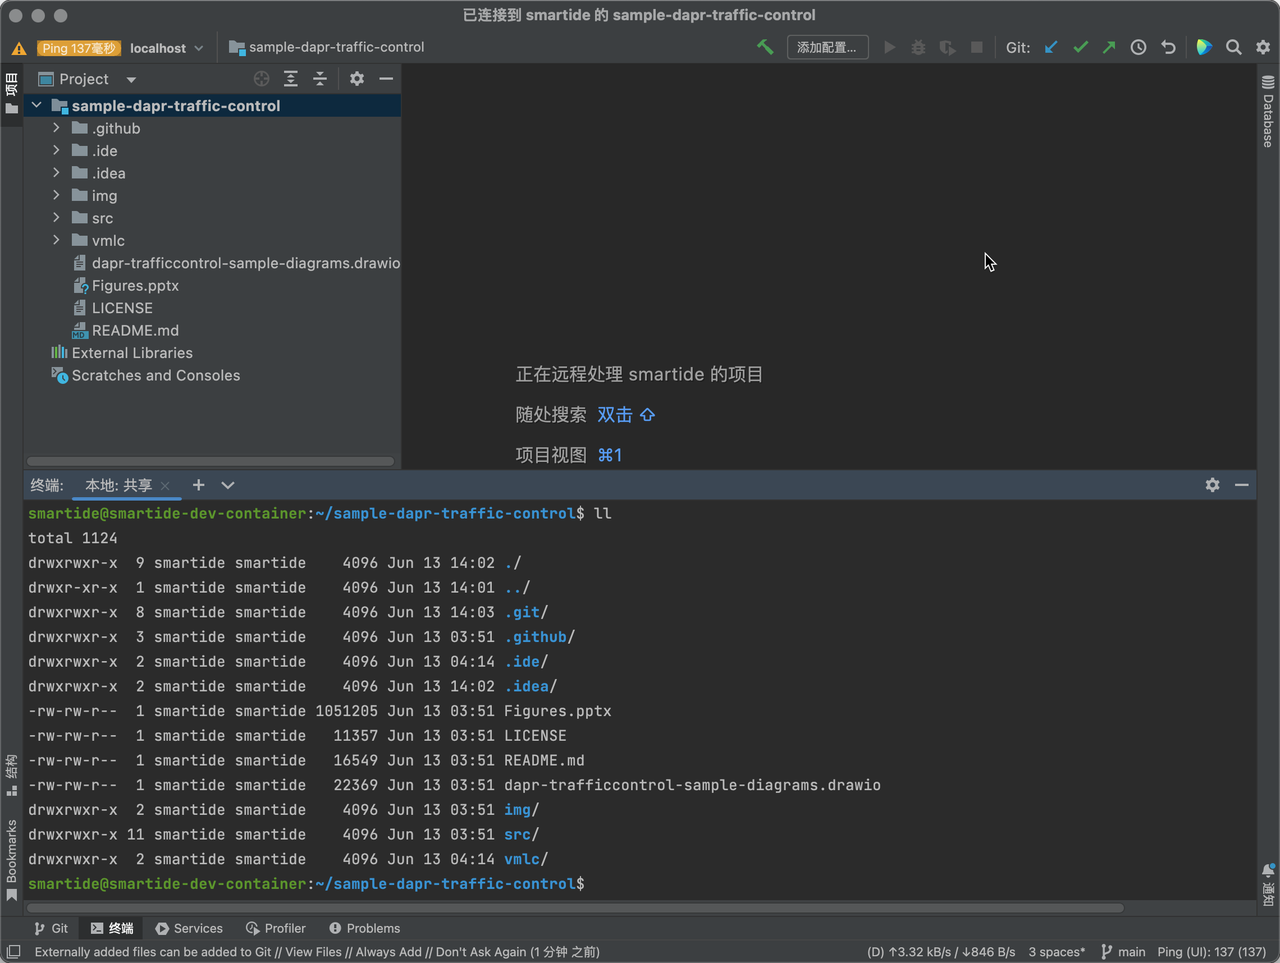 已连接到 smartide 的 sample-dapr-traffic-control
Ping 137毫秒 localhost sample-dapr-traffic-control 添加配置... Git:
项目
Project
Database
sample-dapr-traffic-control
.github
.ide
.idea
img
src
vmlc
dapr-trafficcontrol-sample-diagrams.drawio
Figures.pptx
LICENSE
README.md
External Libraries
Scratches and Consoles
正在远程处理 smartide 的项目
随处搜索 双击 ⇧
项目视图 ⌘1
终端: 本地: 共享 × +
smartide@smartide-dev-container:~/sample-dapr-traffic-control$ ll
total 1124
drwxrwxr-x 9 smartide smartide 4096 Jun 13 14:02 ./
drwxr-xr-x 1 smartide smartide 4096 Jun 13 14:01 ../
drwxrwxr-x 8 smartide smartide 4096 Jun 13 14:03 .git/
drwxrwxr-x 3 smartide smartide 4096 Jun 13 03:51 .github/
drwxrwxr-x 2 smartide smartide 4096 Jun 13 04:14 .ide/
drwxrwxr-x 2 smartide smartide 4096 Jun 13 14:02 .idea/
-rw-rw-r-- 1 smartide smartide 1051205 Jun 13 03:51 Figures.pptx
-rw-rw-r-- 1 smartide smartide 11357 Jun 13 03:51 LICENSE
-rw-rw-r-- 1 smartide smartide 16549 Jun 13 03:51 README.md
-rw-rw-r-- 1 smartide smartide 22369 Jun 13 03:51 dapr-trafficcontrol-sample-diagrams.drawio
drwxrwxr-x 2 smartide smartide 4096 Jun 13 03:51 img/
drwxrwxr-x 11 smartide smartide 4096 Jun 13 03:51 src/
drwxrwxr-x 2 smartide smartide 4096 Jun 13 04:14 vmlc/
smartide@smartide-dev-container:~/sample-dapr-traffic-control$
结构
Bookmarks
通知
Git 终端 Services Profiler Problems
Externally added files can be added to Git // View Files // Always Add // Don't Ask Again (1 分钟 之前) (D) ↑3.32 kB/s / ↓846 B/s 3 spaces* main Ping (UI): 137 (137)